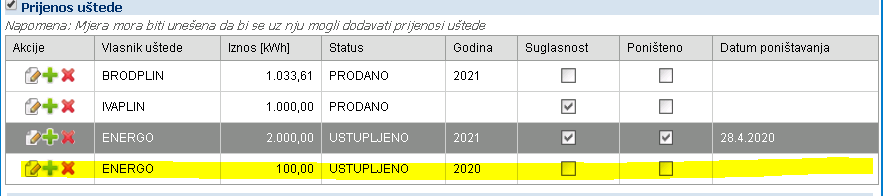 Prijenos uštede
Napomena: Mjera mora biti unešena da bi se uz nju mogli dodavati prijenosi uštede
Akcije Vlasnik uštede Iznos [kWh] Status Godina Suglasnost Poništeno Datum poništavanja
BRODPLIN 1.033,61 PRODANO 2021
IVAPLIN 1.000,00 PRODANO
ENERGO 2.000,00 USTUPLJENO 2021 28.4.2020
ENERGO 100,00 USTUPLJENO 2020